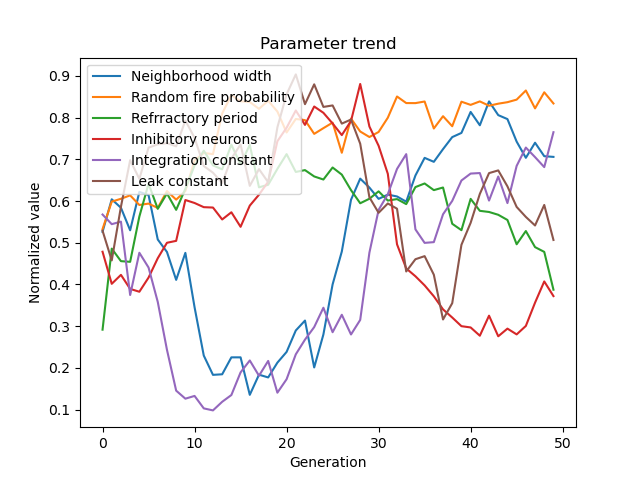 Parameter trend
Normalized value
0.9
0.8
0.7
0.6
0.5
0.4
0.3
0.2
0.1
Neighborhood width
Random fire probability
Refrractory period
Inhibitory neurons
Integration constant
Leak constant
0 10 20 30 40 50
Generation